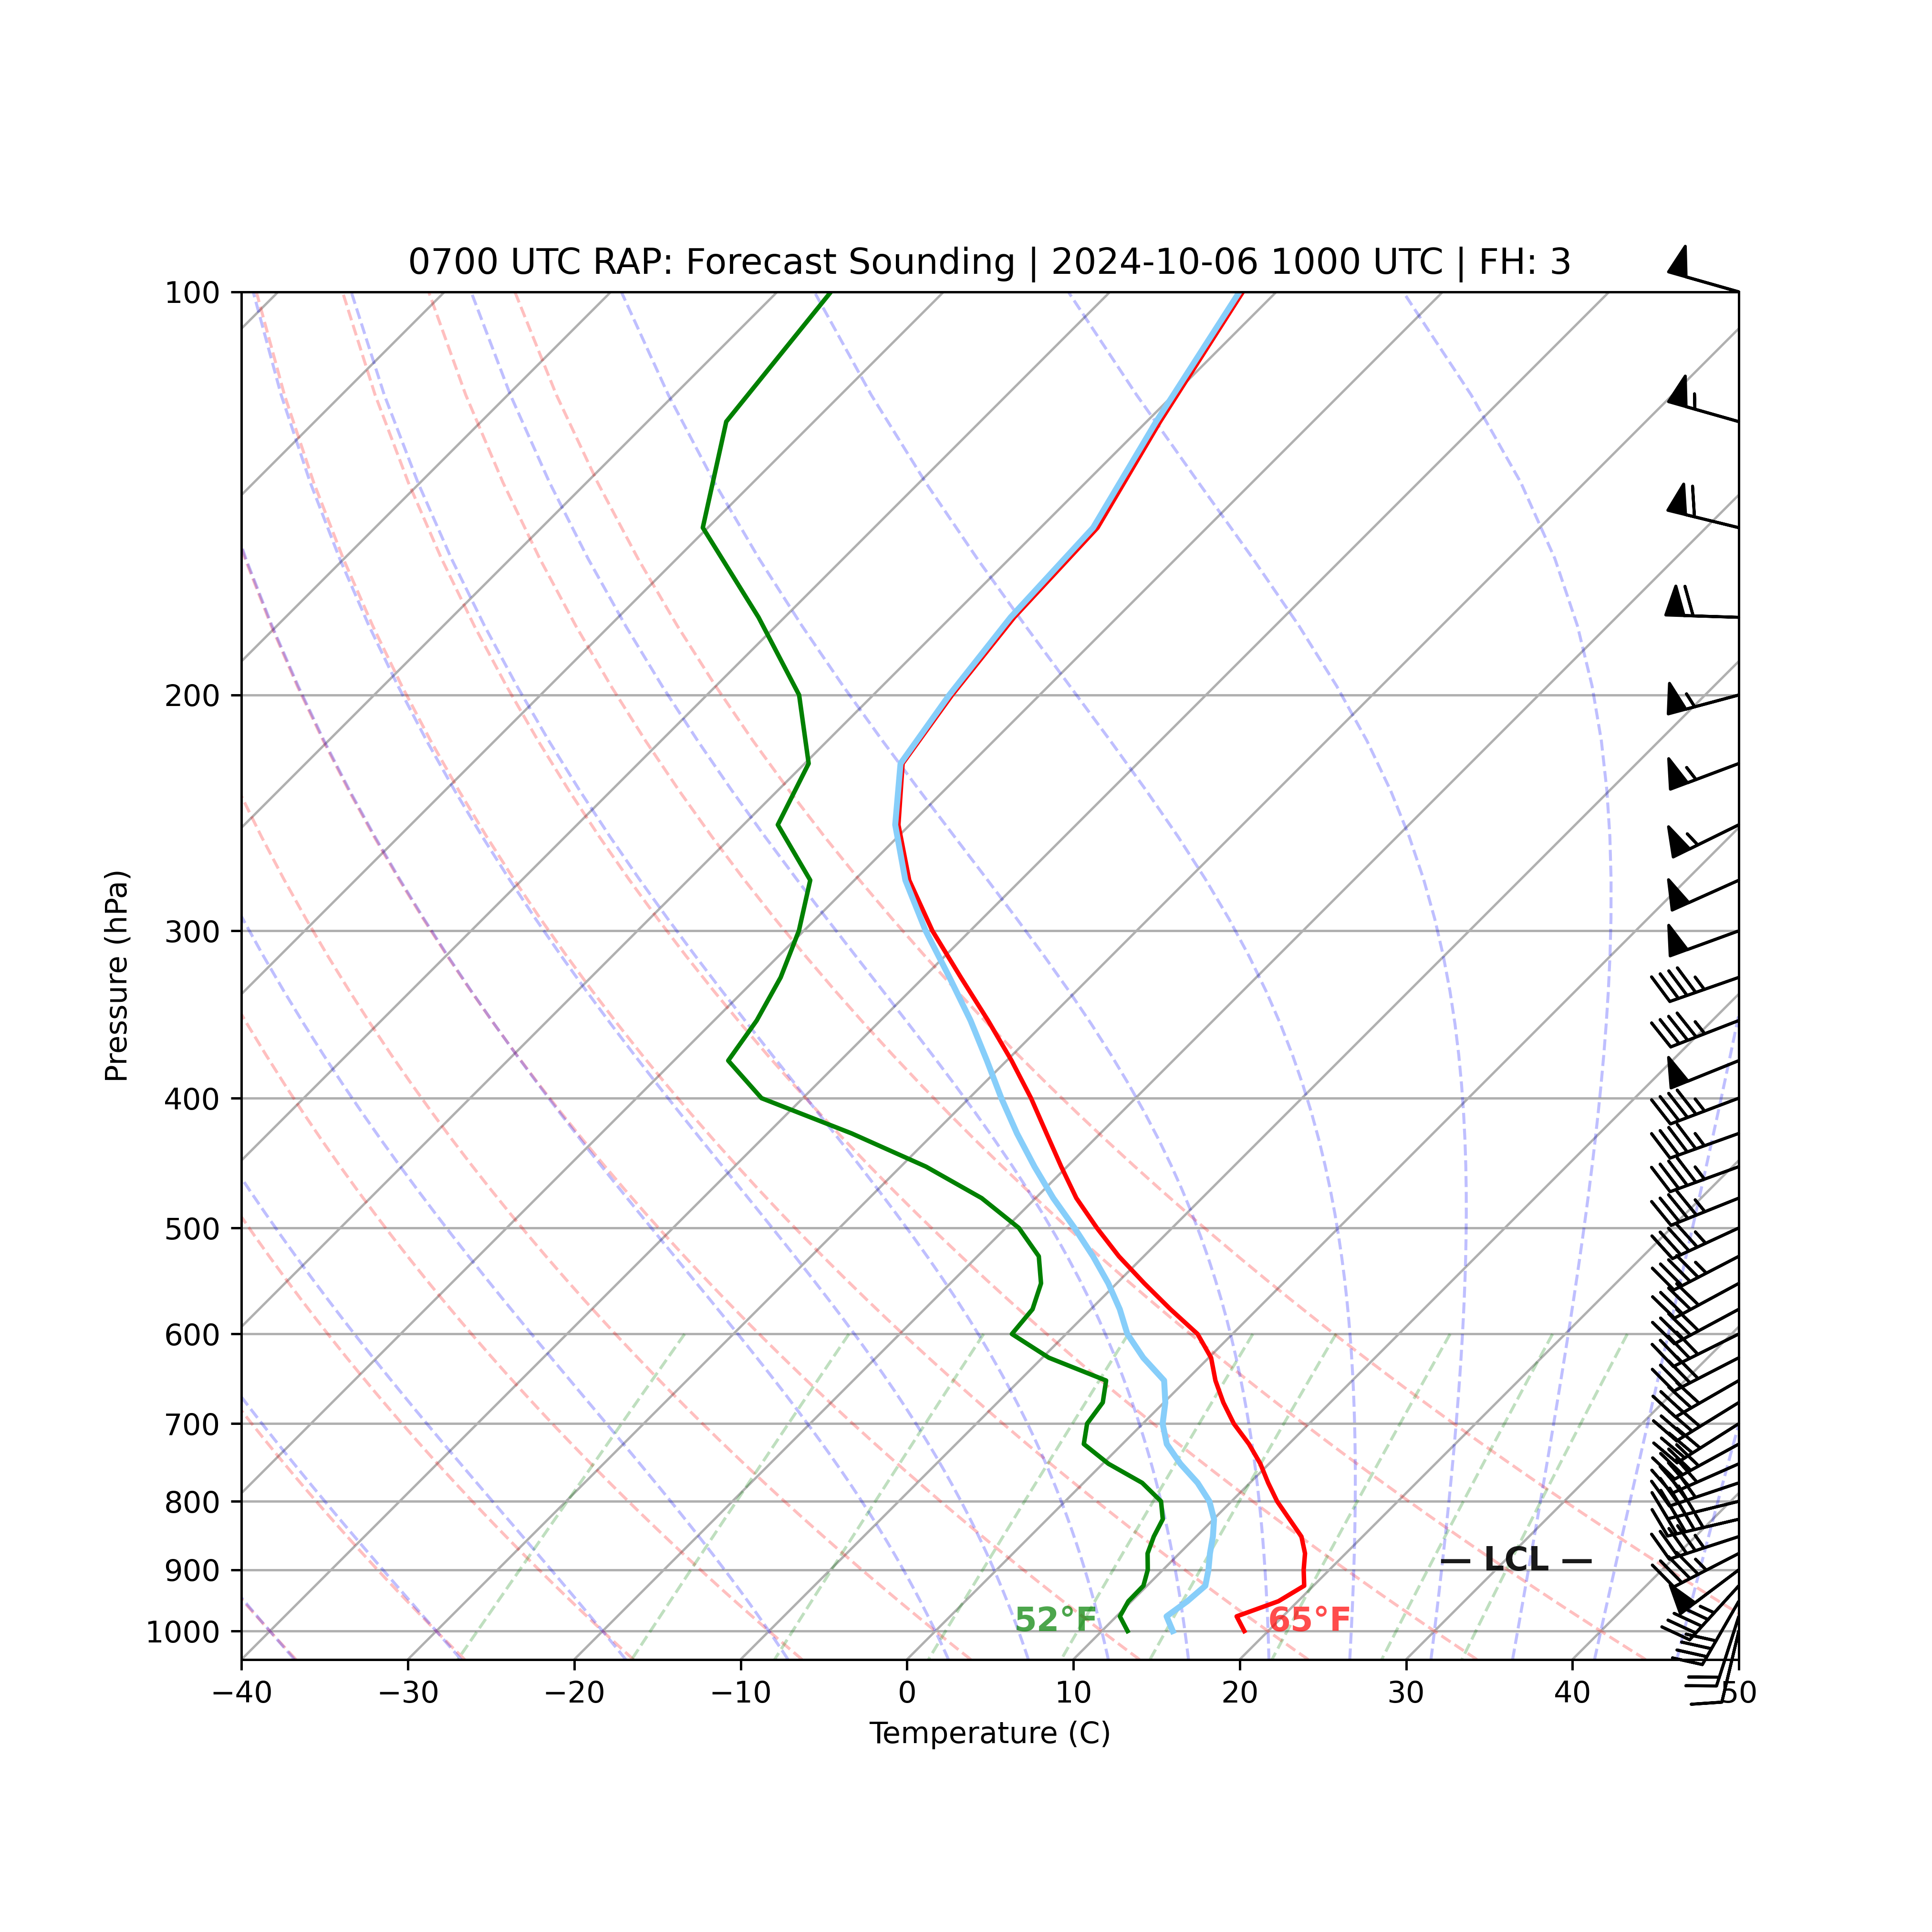 0700 UTC RAP: Forecast Sounding | 2024-10-06 1000 UTC | FH: 3
100
200
300
400
500
600
700
800
900
1000
Pressure (hPa)
— LCL —
52°F
65°F
−40 −30 −20 −10 0 10 20 30 40 50
Temperature (C)